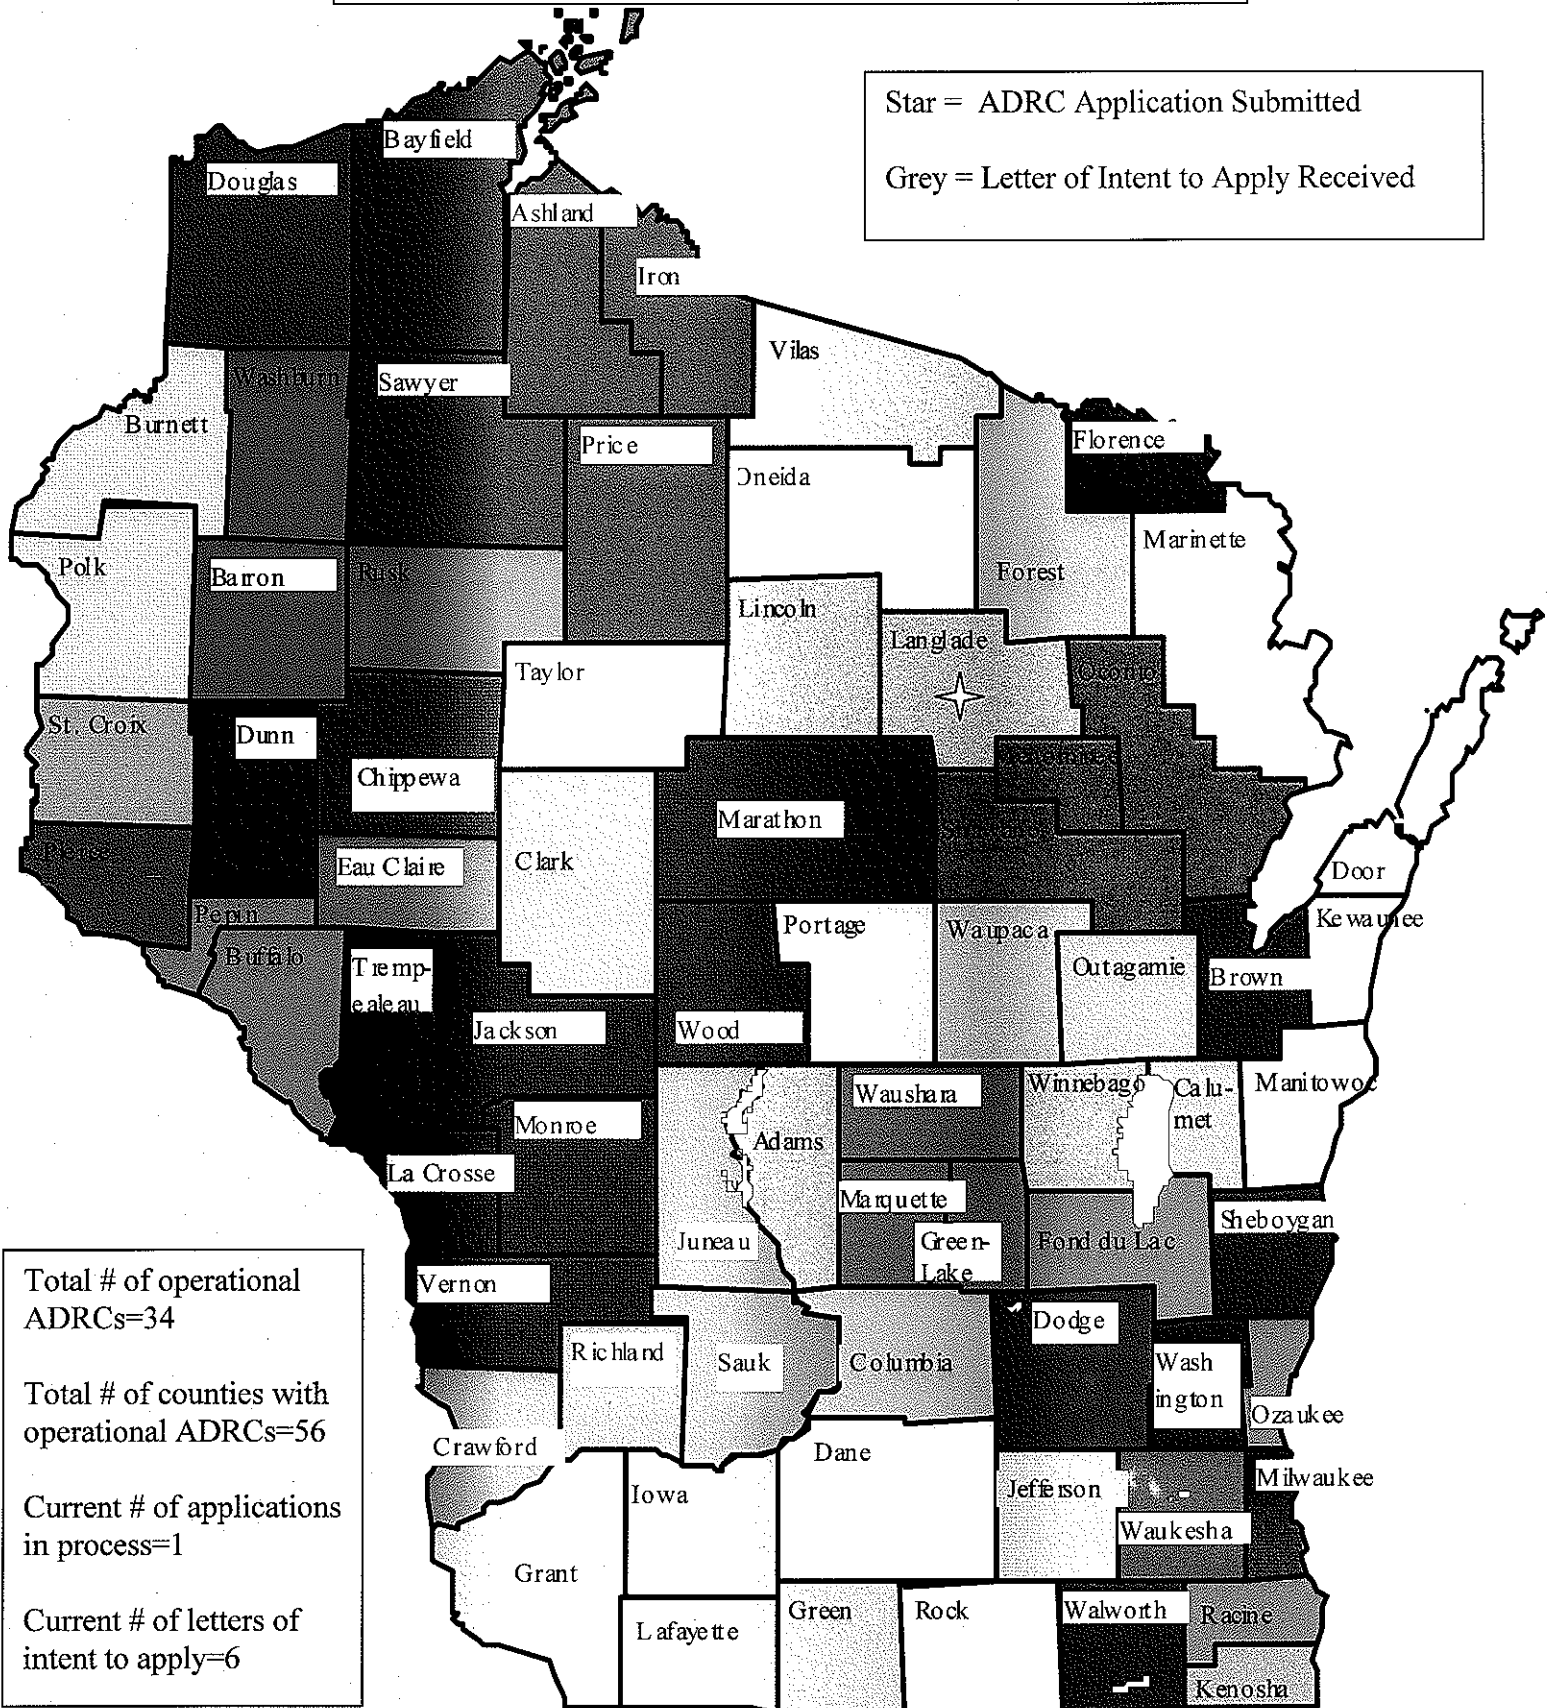 Star = ADRC Application Submitted
Grey = Letter of Intent to Apply Received
Bayfield
Douglas
Ashland
Iron
Vilas
Washburn
Sawyer
Burnett
Price
Florence
Oneida
Marinette
Polk
Barron
Rusk
Forest
Lincoln
Langlade
Taylor
Oconto
St. Croix
Dunn
Chippewa
Marathon
Pierce
Eau Claire
Clark
Door
Pepin
Portage
Waupaca
Kewaunee
Buffalo
Tremp-
ealeau
Outagamie
Brown
Jackson
Wood
Waushara
Winnebago
Calu-
met
Manitowoc
Monroe
Adams
La Crosse
Marquette
Sheboygan
Juneau
Green-
Lake
Fond du Lac
Vernon
Dodge
Richland
Sauk
Columbia
Wash
ington
Ozaukee
Crawford
Dane
Milwaukee
Iowa
Jefferson
Waukesha
Grant
Green
Rock
Walworth
Racine
Lafayette
Kenosha
Total # of operational
ADRCs=34
Total # of counties with
operational ADRCs=56
Current # of applications
in process=1
Current # of letters of
intent to apply=6